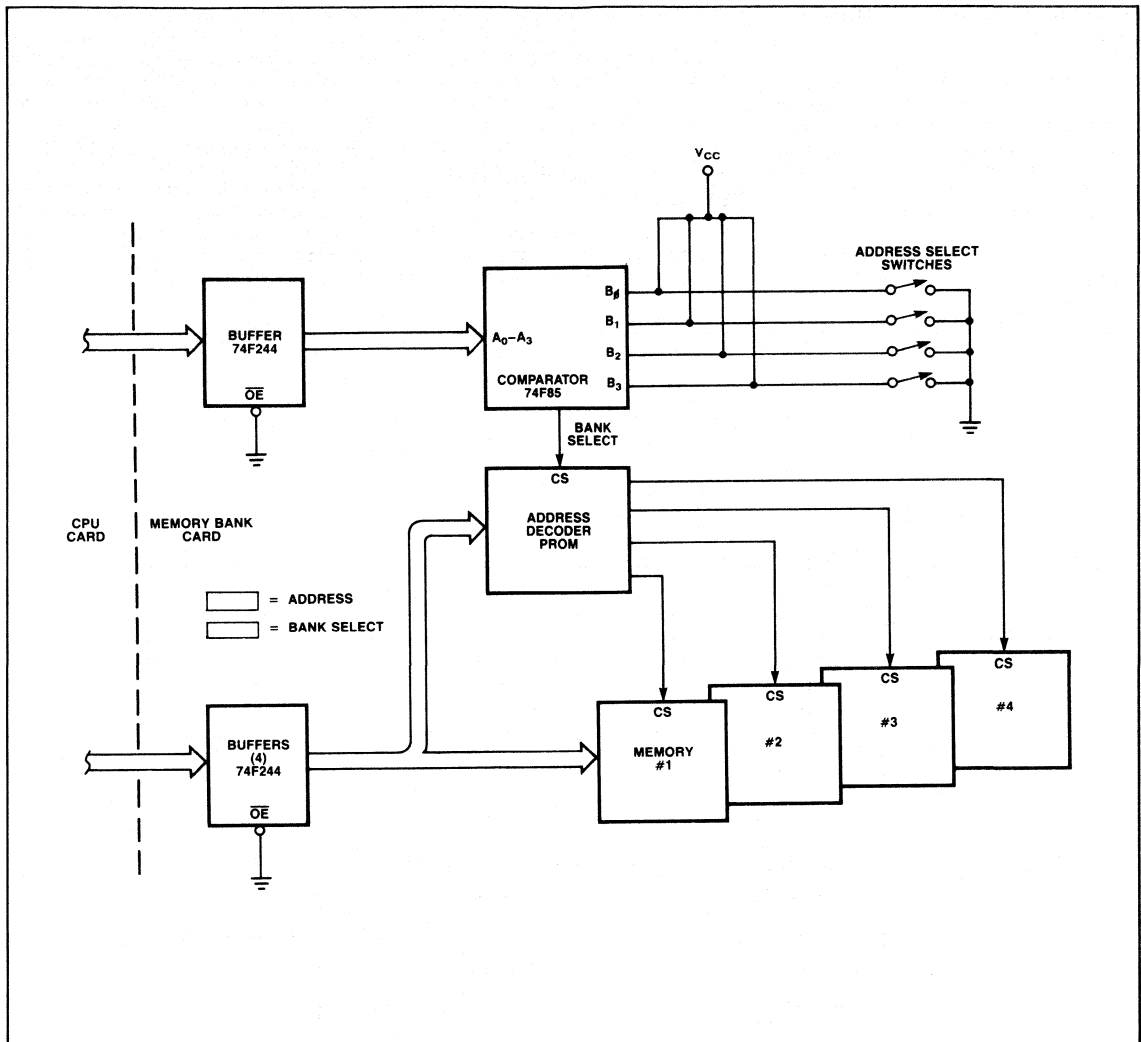 VCC
ADDRESS SELECT
SWITCHES
BUFFER
74F244
OE
A0–A3
B0
B1
B2
B3
COMPARATOR
74F85
BANK
SELECT
CS
ADDRESS
DECODER
PROM
CPU
CARD
MEMORY BANK
CARD
= ADDRESS
= BANK SELECT
BUFFERS
(4)
74F244
OE
CS
MEMORY
#1
CS
#2
CS
#3
CS
#4